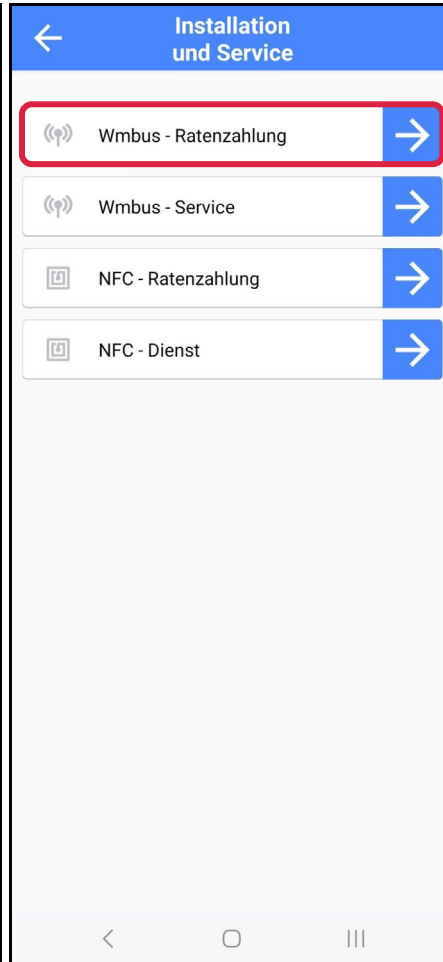 Installation
und Service
Wmbus - Ratenzahlung
Wmbus - Service
NFC - Ratenzahlung
NFC - Dienst